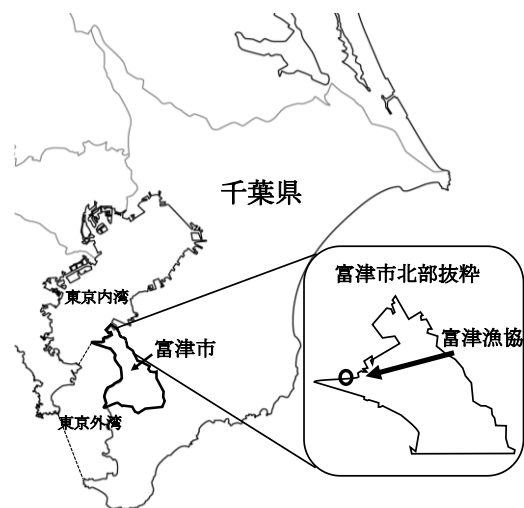 千葉県
東京内湾
富津市
東京外湾
富津市北部抜粋
富津漁協